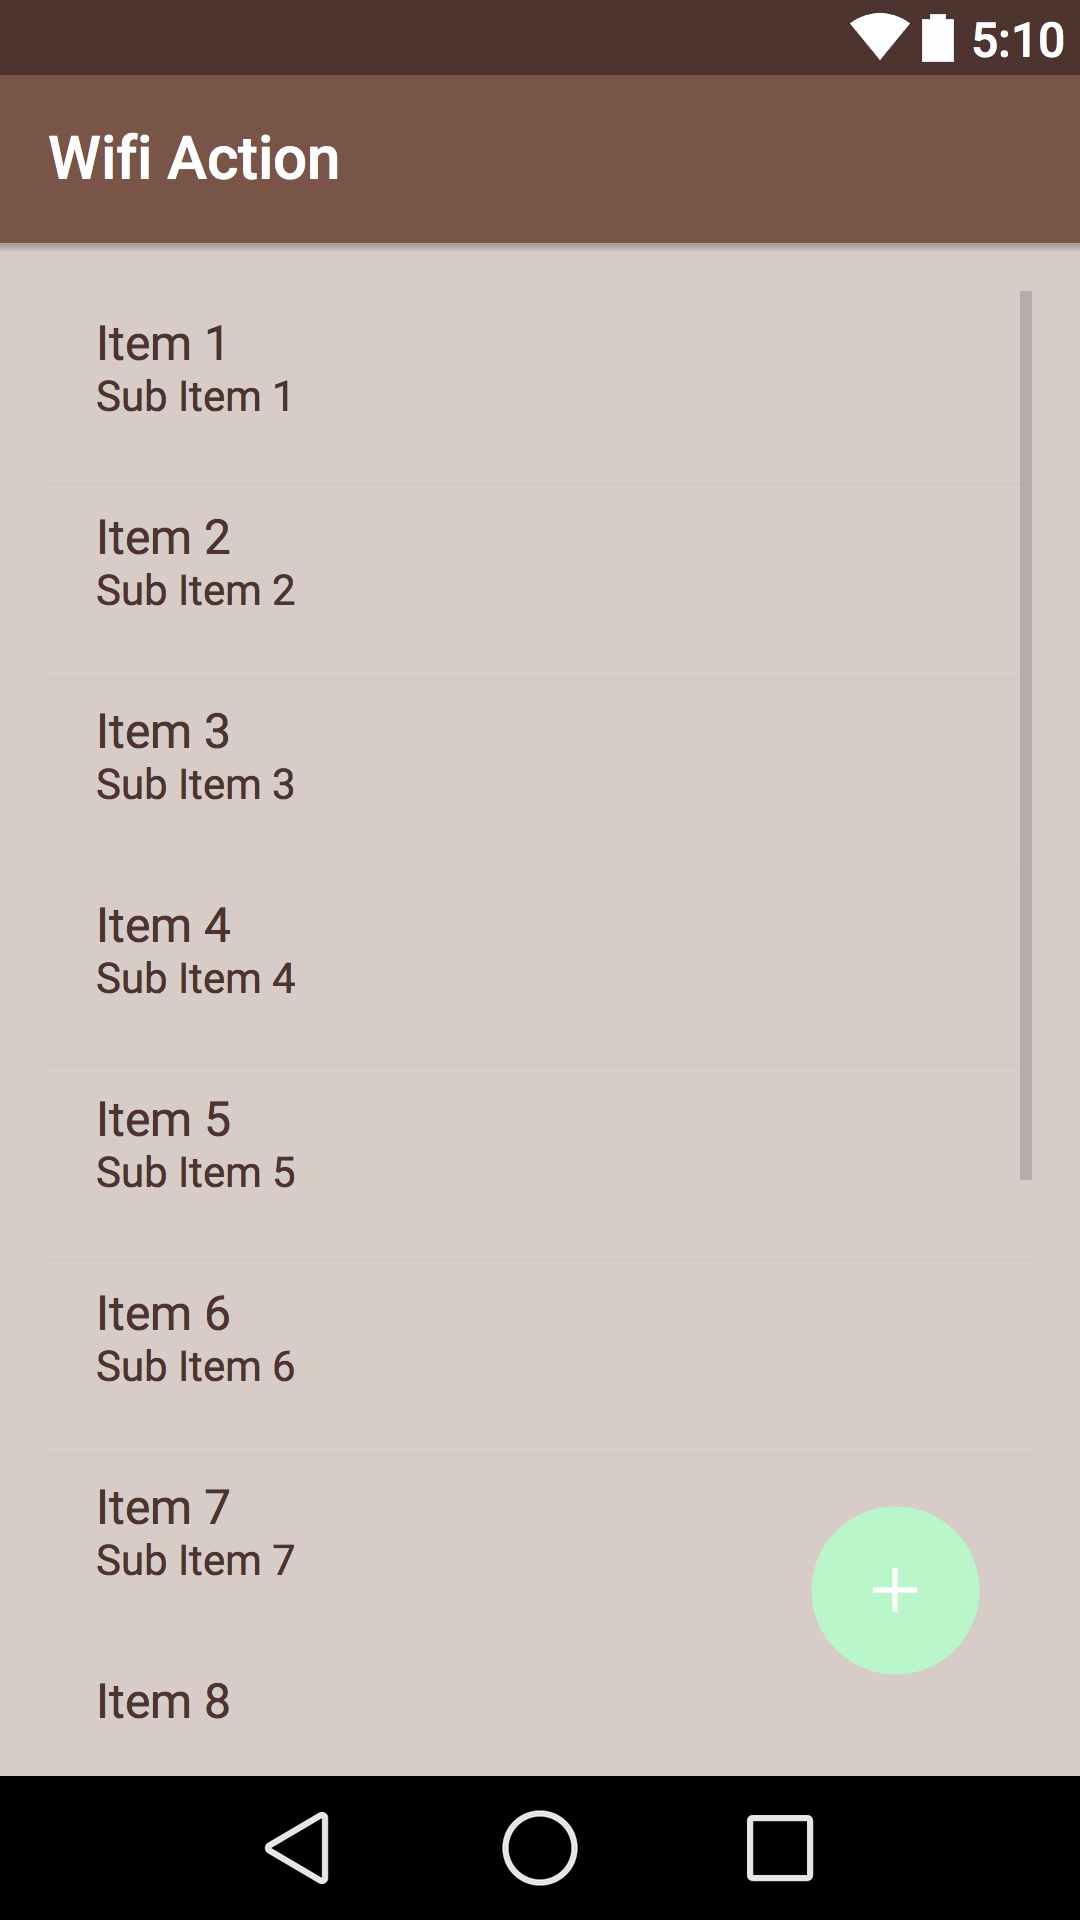 5:10
Wifi Action
Item 1
Sub Item 1
Item 2
Sub Item 2
Item 3
Sub Item 3
Item 4
Sub Item 4
Item 5
Sub Item 5
Item 6
Sub Item 6
Item 7
Sub Item 7
Item 8